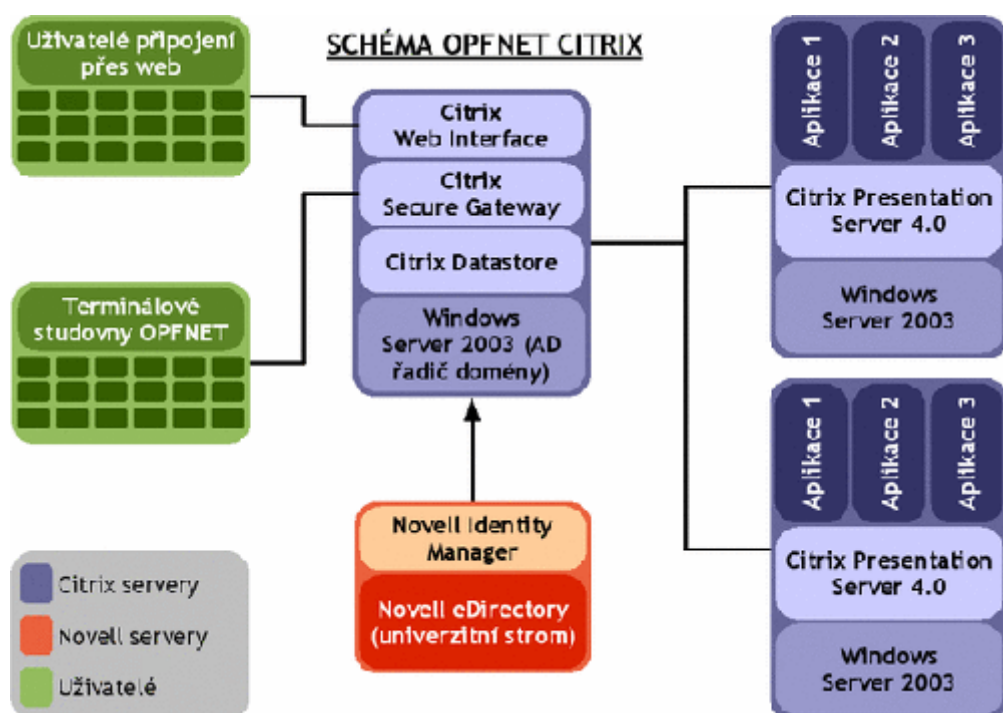 SCHÉMA OPFNET CITRIX
Uživatelé připojení
přes web
Terminálové
studovny OPFNET
Citrix
Web Interface
Citrix
Secure Gateway
Citrix Datastore
Windows
Server 2003 (AD
řadič domény)
Novell Identity
Manager
Novell eDirectory
(univerzitní strom)
Aplikace 1
Aplikace 2
Aplikace 3
Citrix Presentation
Server 4.0
Windows
Server 2003
Aplikace 1
Aplikace 2
Aplikace 3
Citrix Presentation
Server 4.0
Windows
Server 2003
Citrix servery
Novell servery
Uživatelé